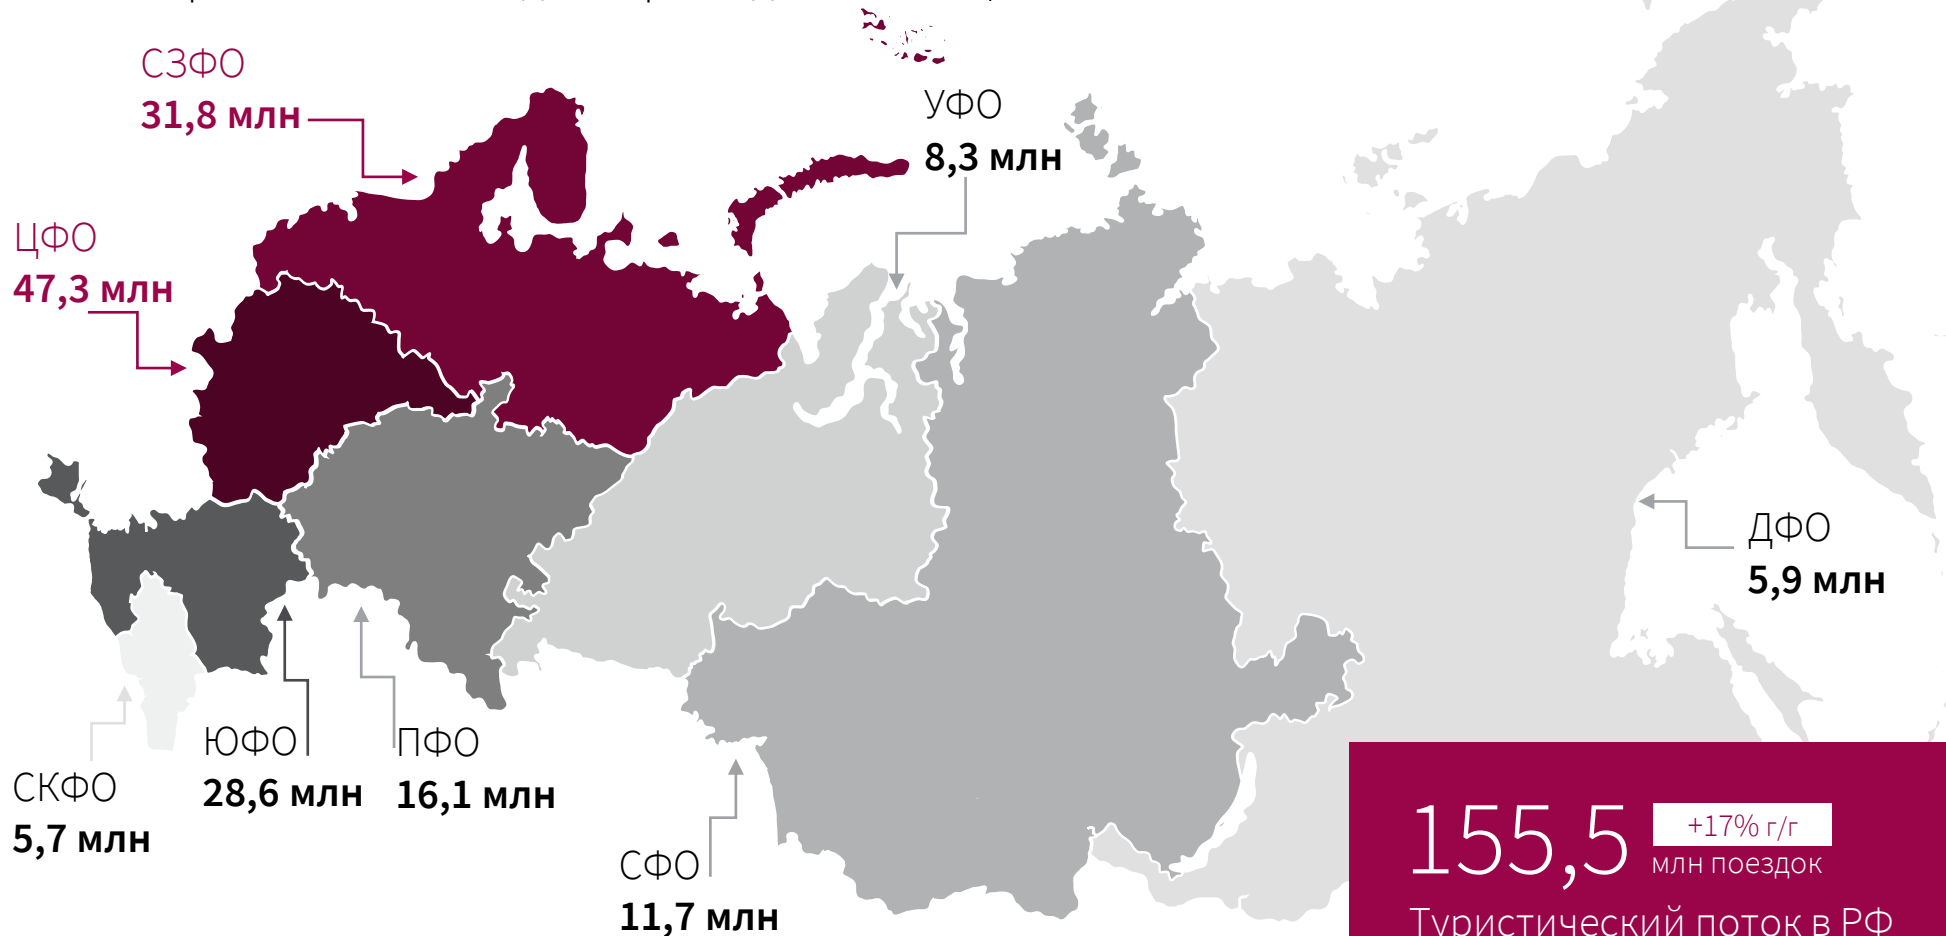 СЗФО
31,8 млн
УФО
8,3 млн
ЦФО
47,3 млн
ДФО
5,9 млн
ЮФО
28,6 млн
ПФО
16,1 млн
СКФО
5,7 млн
СФО
11,7 млн
155,5
+17% г/г
млн поездок
Туристический поток в РФ